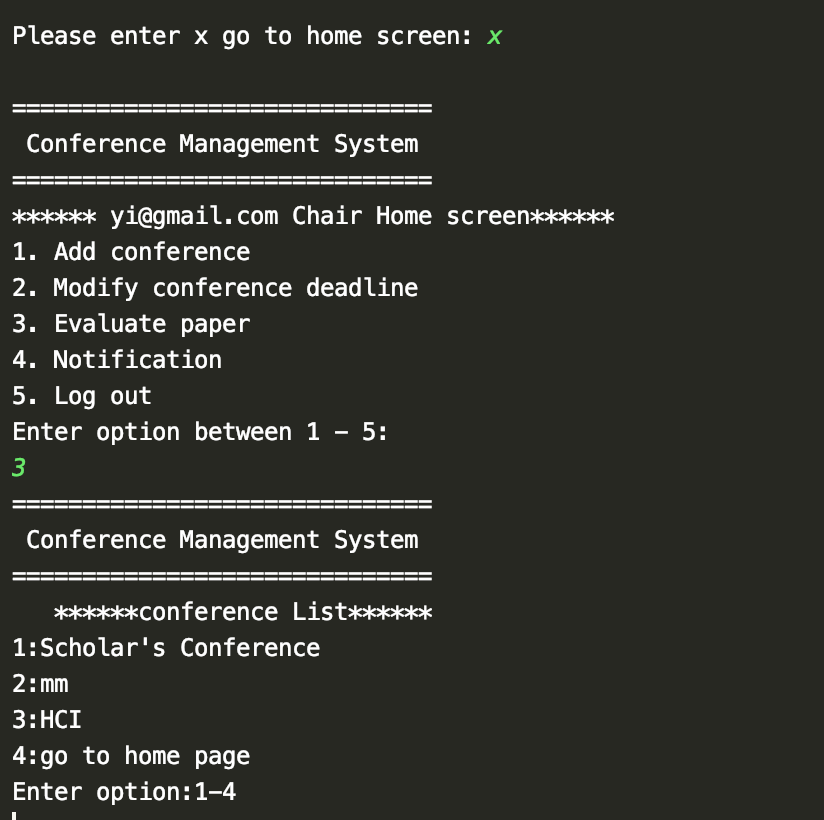 Please enter x go to home screen: x
==============================
Conference Management System
==============================
****** yi@gmail.com Chair Home screen******
1. Add conference
2. Modify conference deadline
3. Evaluate paper
4. Notification
5. Log out
Enter option between 1 - 5:
3
==============================
Conference Management System
==============================
******conference List******
1:Scholar's Conference
2:mm
3:HCI
4:go to home page
Enter option:1-4